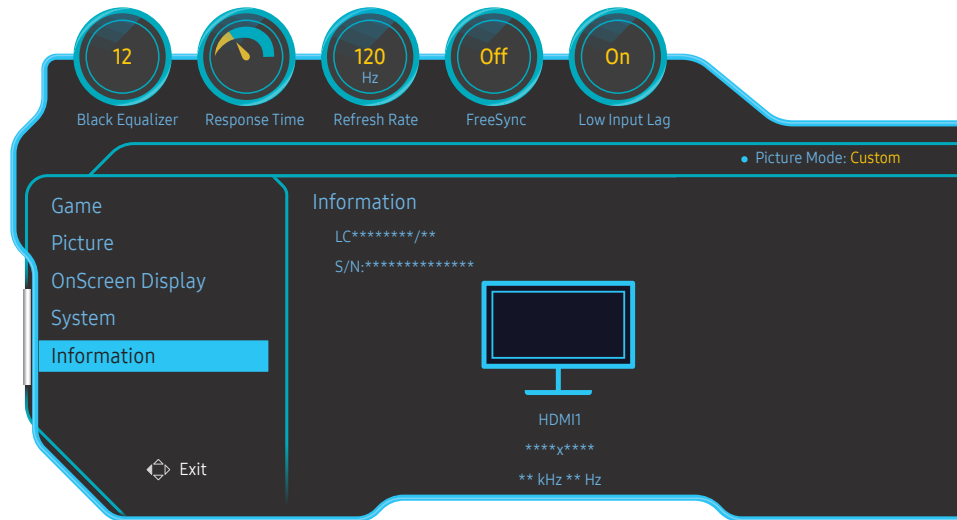 12
120
Hz
Off
On
Black Equalizer
Response Time
Refresh Rate
FreeSync
Low Input Lag
Picture Mode: Custom
Game
Picture
OnScreen Display
System
Information
Exit
Information
LC********/**
S/N:**************
HDMI1
****x****
** kHz ** Hz